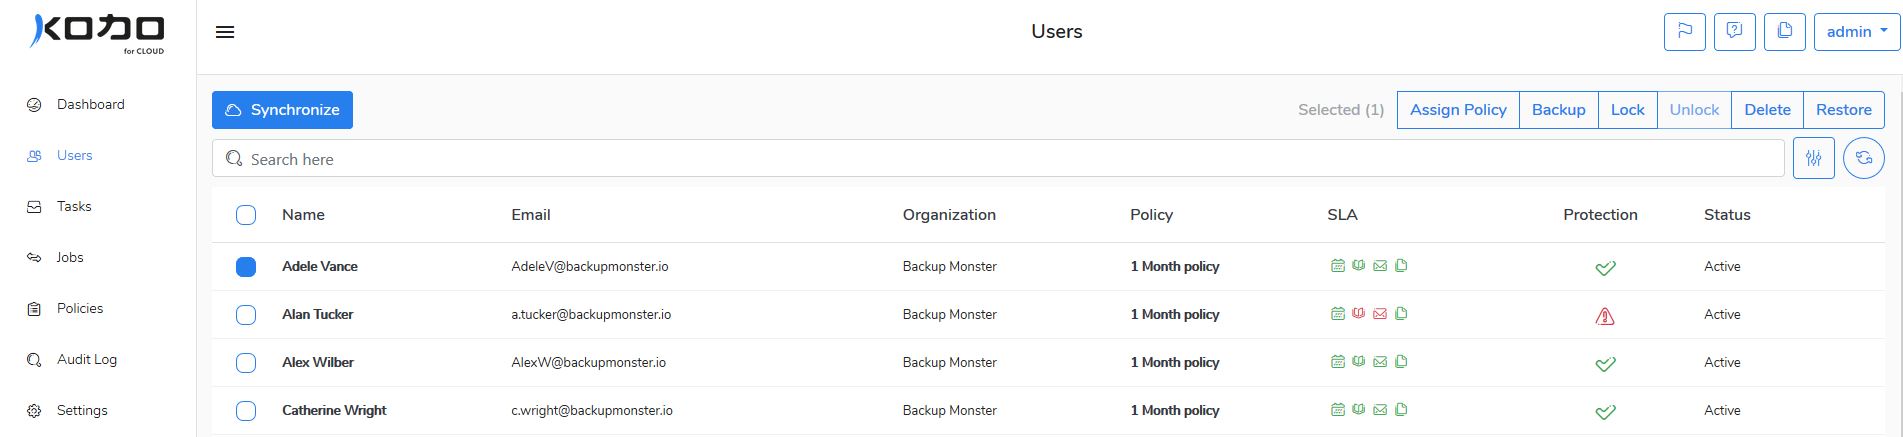 KODO
for CLOUD
Users
admin
Dashboard
Users
Tasks
Jobs
Policies
Audit Log
Settings
Synchronize
Selected (1)
Assign Policy
Backup
Lock
Unlock
Delete
Restore
Search here
Name Email Organization Policy SLA Protection Status
Adele Vance AdeleV@backupmonster.io Backup Monster 1 Month policy Active
Alan Tucker a.tucker@backupmonster.io Backup Monster 1 Month policy Active
Alex Wilber AlexW@backupmonster.io Backup Monster 1 Month policy Active
Catherine Wright c.wright@backupmonster.io Backup Monster 1 Month policy Active